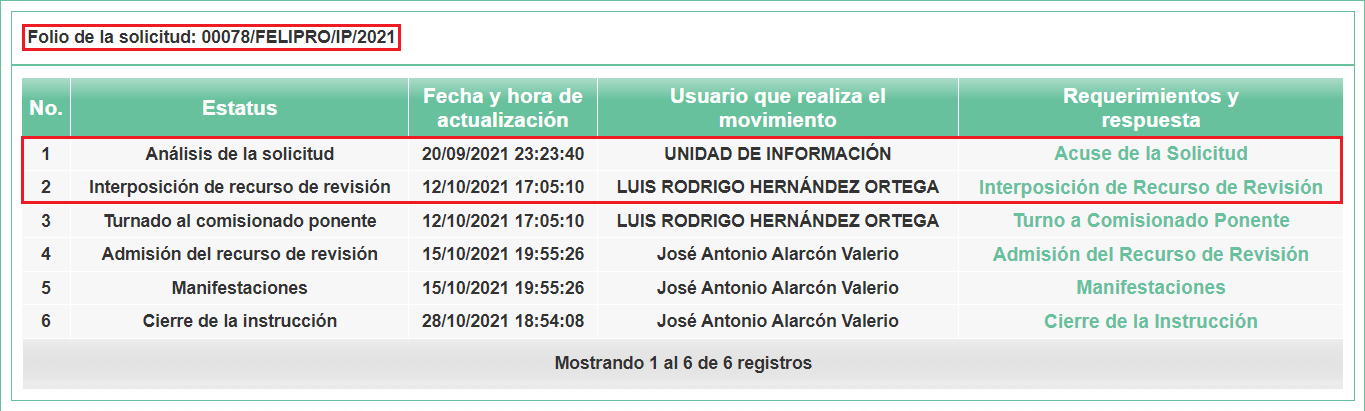 Folio de la solicitud: 00078/FELIPRO/IP/2021
No. Estatus Fecha y hora de actualización Usuario que realiza el movimiento Requerimientos y respuesta
1 Análisis de la solicitud 20/09/2021 23:23:40 UNIDAD DE INFORMACIÓN Acuse de la Solicitud
2 Interposición de recurso de revisión 12/10/2021 17:05:10 LUIS RODRIGO HERNÁNDEZ ORTEGA Interposición de Recurso de Revisión
3 Turnado al comisionado ponente 12/10/2021 17:05:10 LUIS RODRIGO HERNÁNDEZ ORTEGA Turno a Comisionado Ponente
4 Admisión del recurso de revisión 15/10/2021 19:55:26 José Antonio Alarcón Valerio Admisión del Recurso de Revisión
5 Manifestaciones 15/10/2021 19:55:26 José Antonio Alarcón Valerio Manifestaciones
6 Cierre de la instrucción 28/10/2021 18:54:08 José Antonio Alarcón Valerio Cierre de la Instrucción
Mostrando 1 al 6 de 6 registros